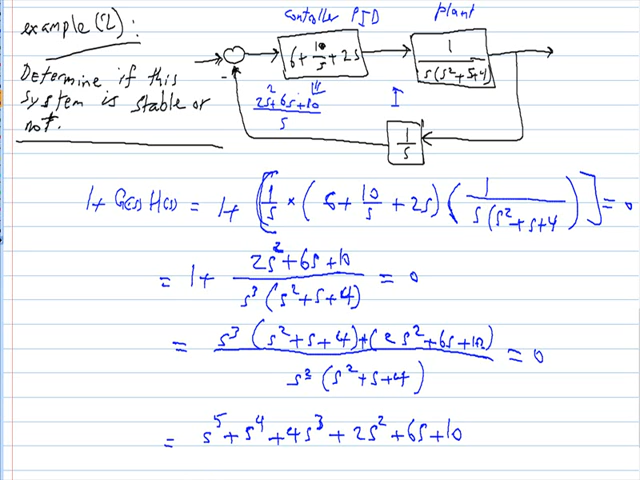 example (2):
Determine if this
system is stable or
not.
controller PID
plant
6 + 10/s + 2s
1/(s(s²+s+4))
-
(2s²+6s+10)/s
I
1/s
1 + G(s) H(s) = 1 + [1/s × (6 + 10/s + 2s) (1/(s(s²+s+4))] = 0
= 1 + (2s²+6s+10)/(s³(s²+s+4)) = 0
= (s³(s²+s+4)+(2s²+6s+10))/(s³(s²+s+4)) = 0
= s⁵ + s⁴ + 4s³ + 2s² + 6s + 10